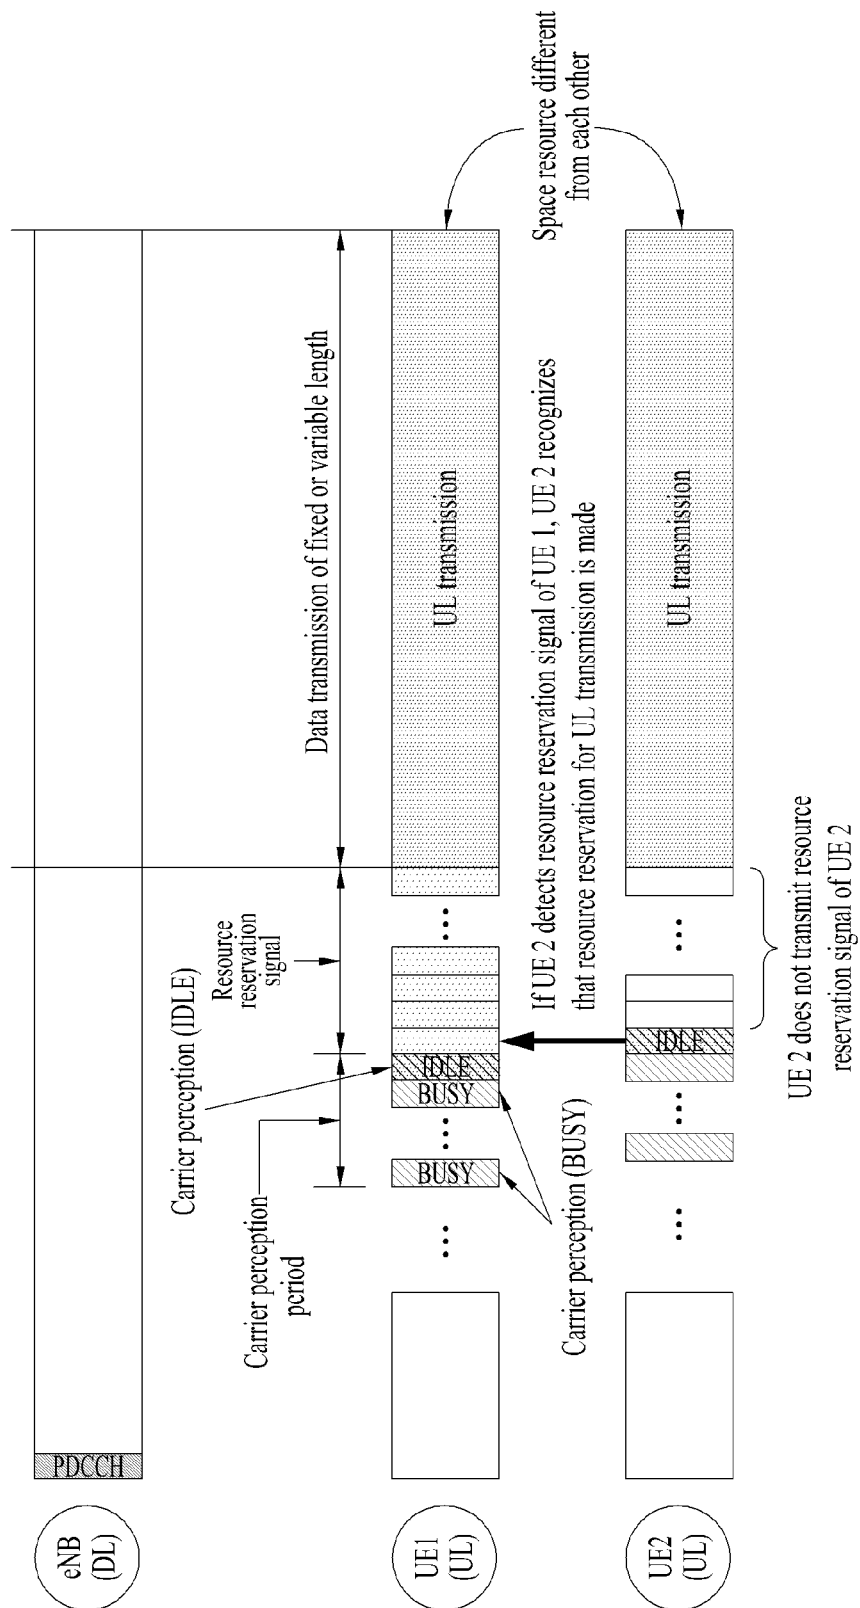 eNB
(DL)
PDCCH
Data transmission of fixed or variable length
Resource
reservation
signal
Carrier perception (IDLE)
Carrier perception
period
UE1
(UL)
...
BUSY
...
BUSY
IDLE
...
UL transmission
Carrier perception (BUSY)
If UE 2 detects resource reservation signal of UE 1, UE 2 recognizes
that resource reservation for UL transmission is made
Space resource different
from each other
UE2
(UL)
...
...
IDLE
...
UL transmission
UE 2 does not transmit resource
reservation signal of UE 2